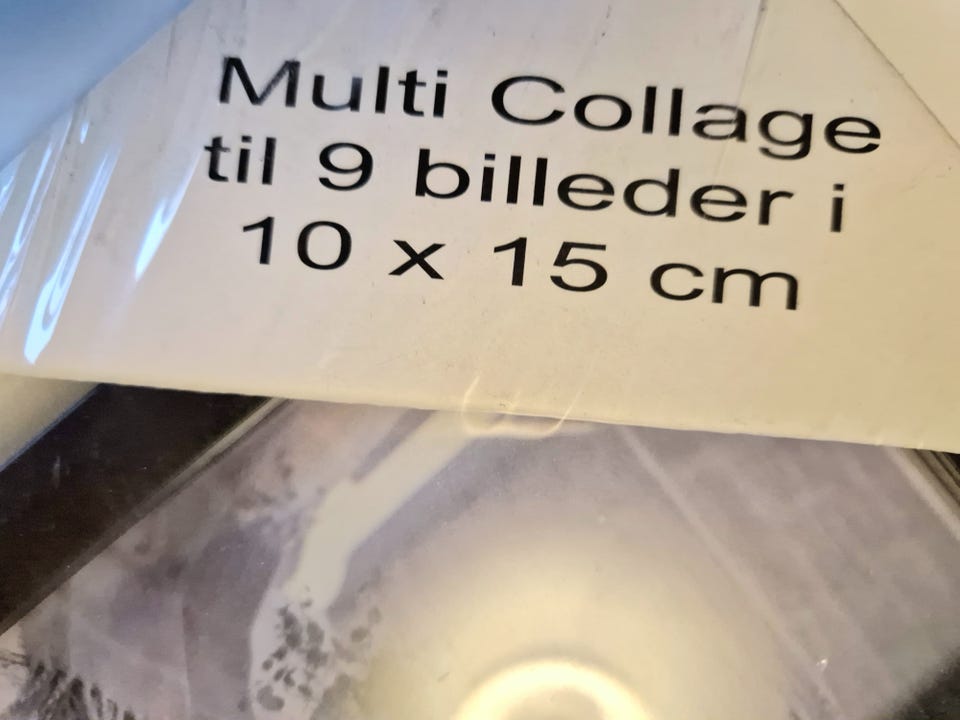 Multi Collage
til 9 billeder i
10 x 15 cm